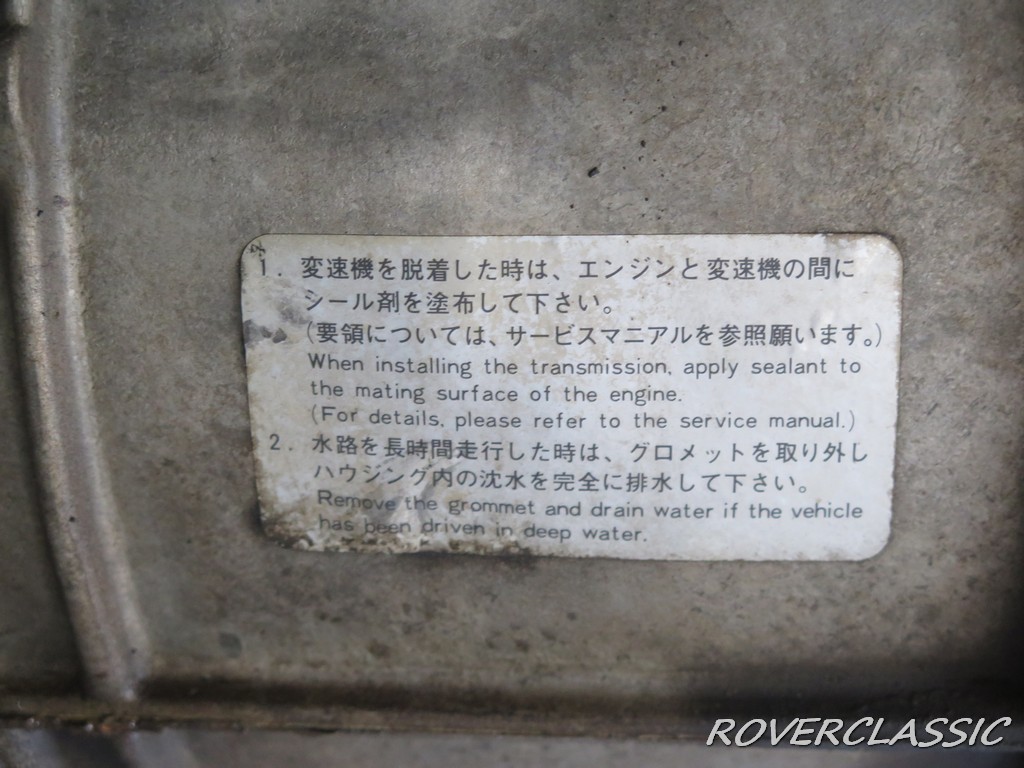 1. 変速機を脱着した時は、エンジンと変速機の間に
シール剤を塗布して下さい。
(要領については、サービスマニアルを参照願います。)
When installing the transmission, apply sealant to
the mating surface of the engine.
(For details, please refer to the service manual.)
2. 水路を長時間走行した時は、グロメットを取り外し
ハウジング内の沈水を完全に排水して下さい。
Remove the grommet and drain water if the vehicle
has been driven in deep water.
ROVERCLASSIC